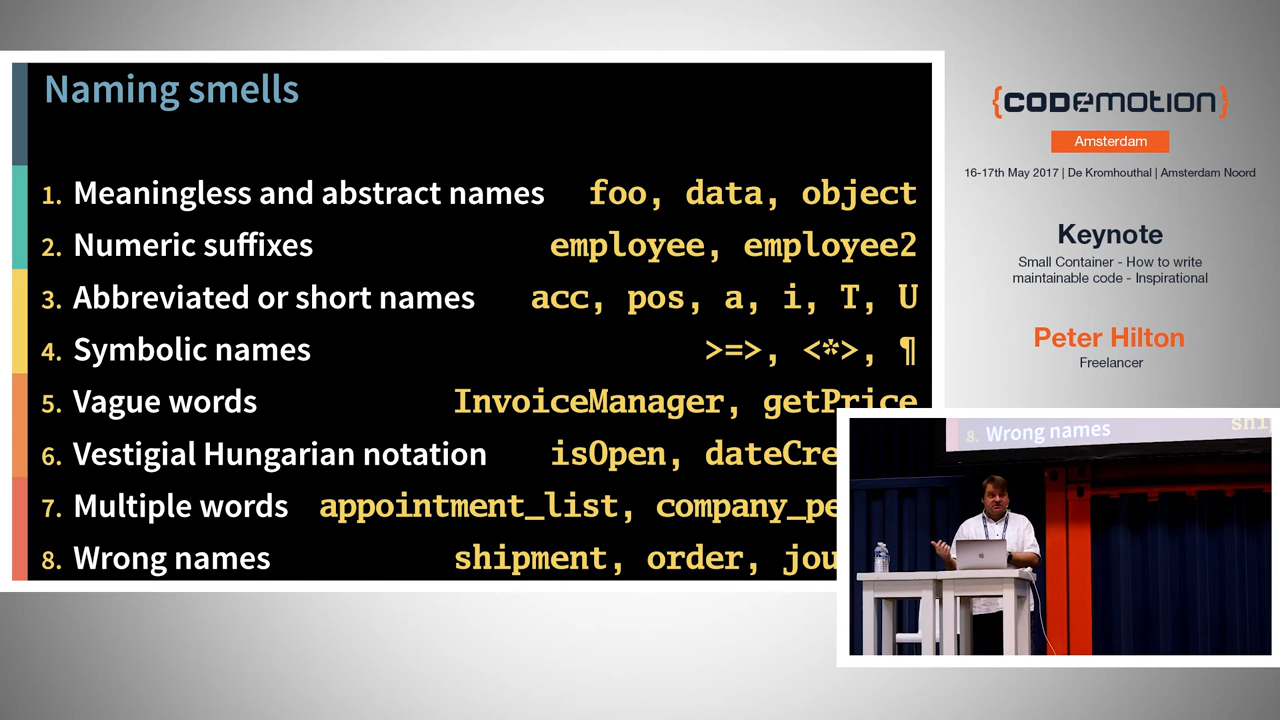 Naming smells
1. Meaningless and abstract names foo, data, object
2. Numeric suffixes employee, employee2
3. Abbreviated or short names acc, pos, a, i, T, U
4. Symbolic names >=>, <*>, ¶
5. Vague words InvoiceManager, getPrice
6. Vestigial Hungarian notation isOpen,
7. Multiple words appointment_list,
8. Wrong names shipment, order,
{CODEMOTION}
Amsterdam
16-17th May 2017 | De Kromhouthal | Amsterdam Noord
Keynote
Small Container - How to write
maintainable code - Inspirational
Peter Hilton
Freelancer
8. Wrong names